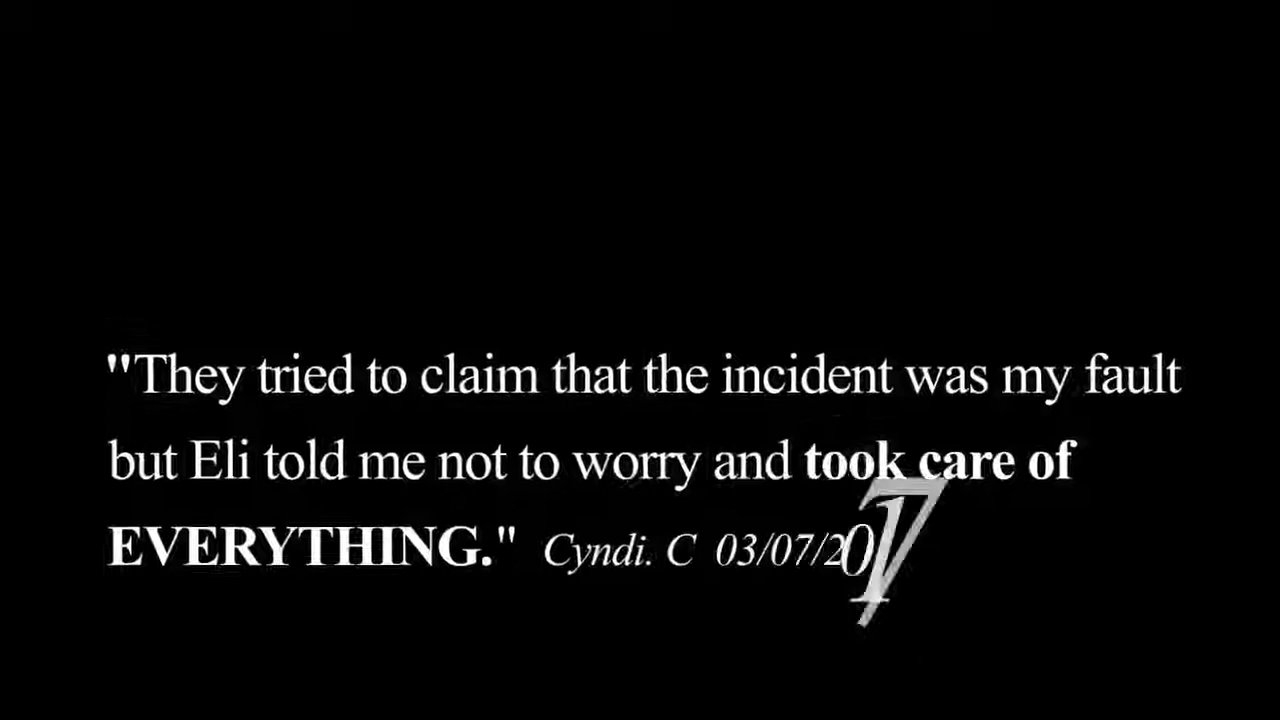 "They tried to claim that the incident was my fault
but Eli told me not to worry and took care of
EVERYTHING." Cyndi. C 03/07/2017